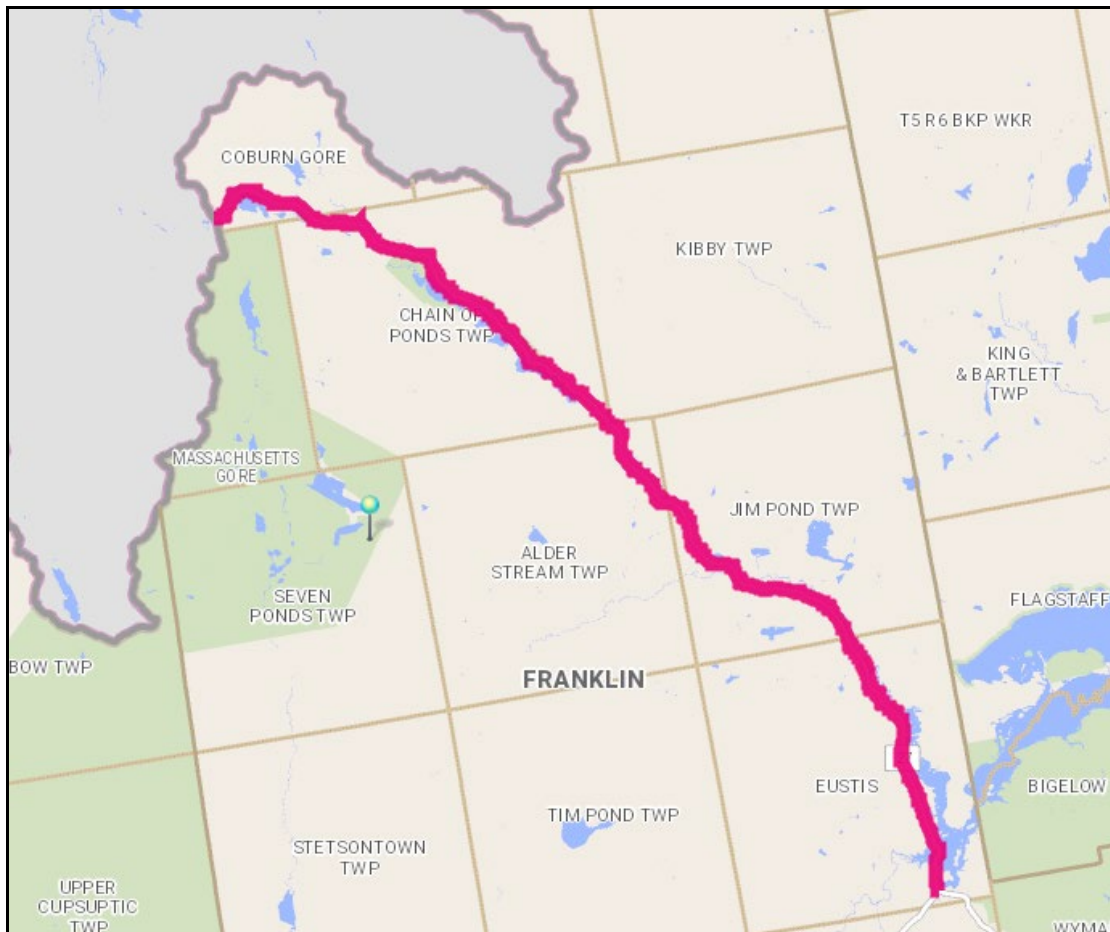 T5 R6 BKP WKR
COBURN GORE
KIBBY TWP
CHAIN OF
PONDS TWP
KING
& BARTLETT
TWP
MASSACHUSETTS
GORE
JIM POND TWP
ALDER
STREAM TWP
SEVEN
PONDS TWP
FLAGSTAFF
BOW TWP
FRANKLIN
EUSTIS
BIGELOW
TIM POND TWP
STETSONTOWN
TWP
UPPER
CUPSUPTIC
TWP
WYMA